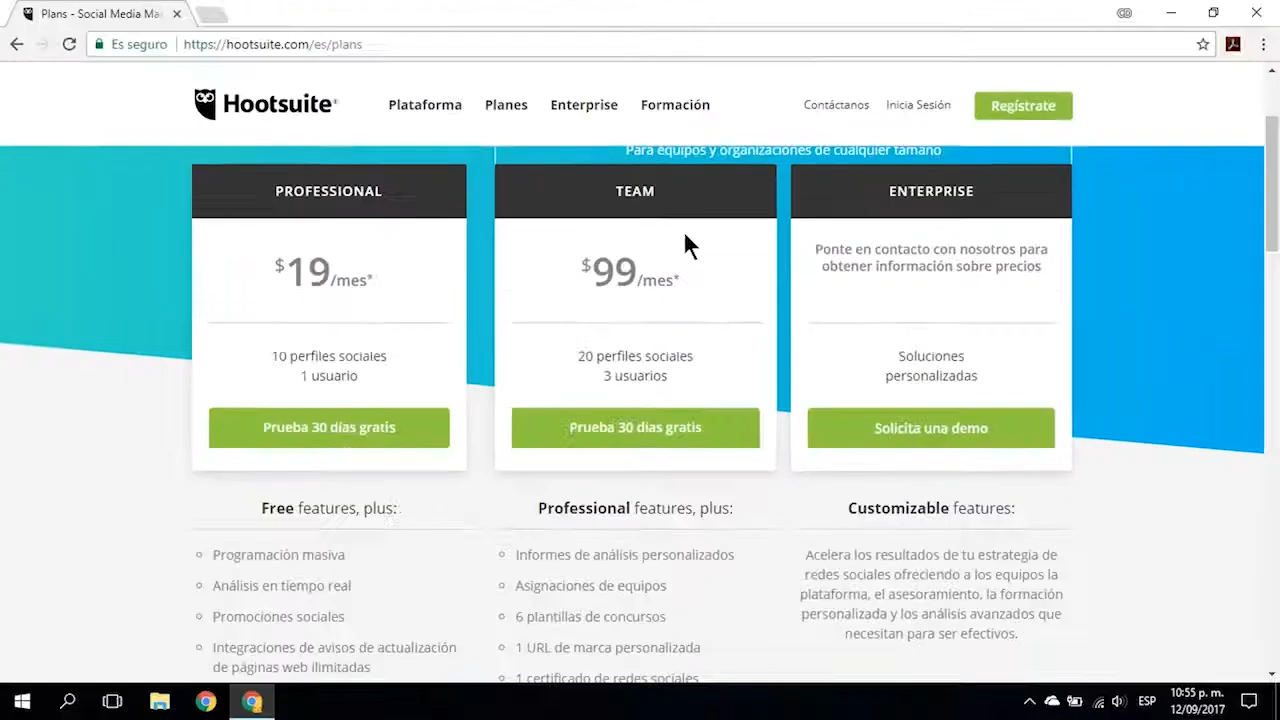 Plans - Social Media Ma
Es seguro
https://hootsuite.com/es/plans
Hootsuite
Plataforma
Planes
Enterprise
Formación
Contáctanos
Inicia Sesión
Regístrate
Para equipos y organizaciones de cualquier tamaño
PROFESSIONAL
$19/mes*
10 perfiles sociales
1 usuario
Prueba 30 días gratis
Free features, plus:
Programación masiva
Análisis en tiempo real
Promociones sociales
Integraciones de avisos de actualización
de páginas web ilimitadas
TEAM
$99/mes*
20 perfiles sociales
3 usuarios
Prueba 30 días gratis
Professional features, plus:
Informes de análisis personalizados
Asignaciones de equipos
6 plantillas de concursos
1 URL de marca personalizada
1 certificado de redes sociales
ENTERPRISE
Ponte en contacto con nosotros para
obtener información sobre precios
Soluciones
personalizadas
Solicita una demo
Customizable features:
Acelera los resultados de tu estrategia de
redes sociales ofreciendo a los equipos la
plataforma, el asesoramiento, la formación
personalizada y los análisis avanzados que
necesitan para ser efectivos.
ESP
10:55 p. m.
12/09/2017